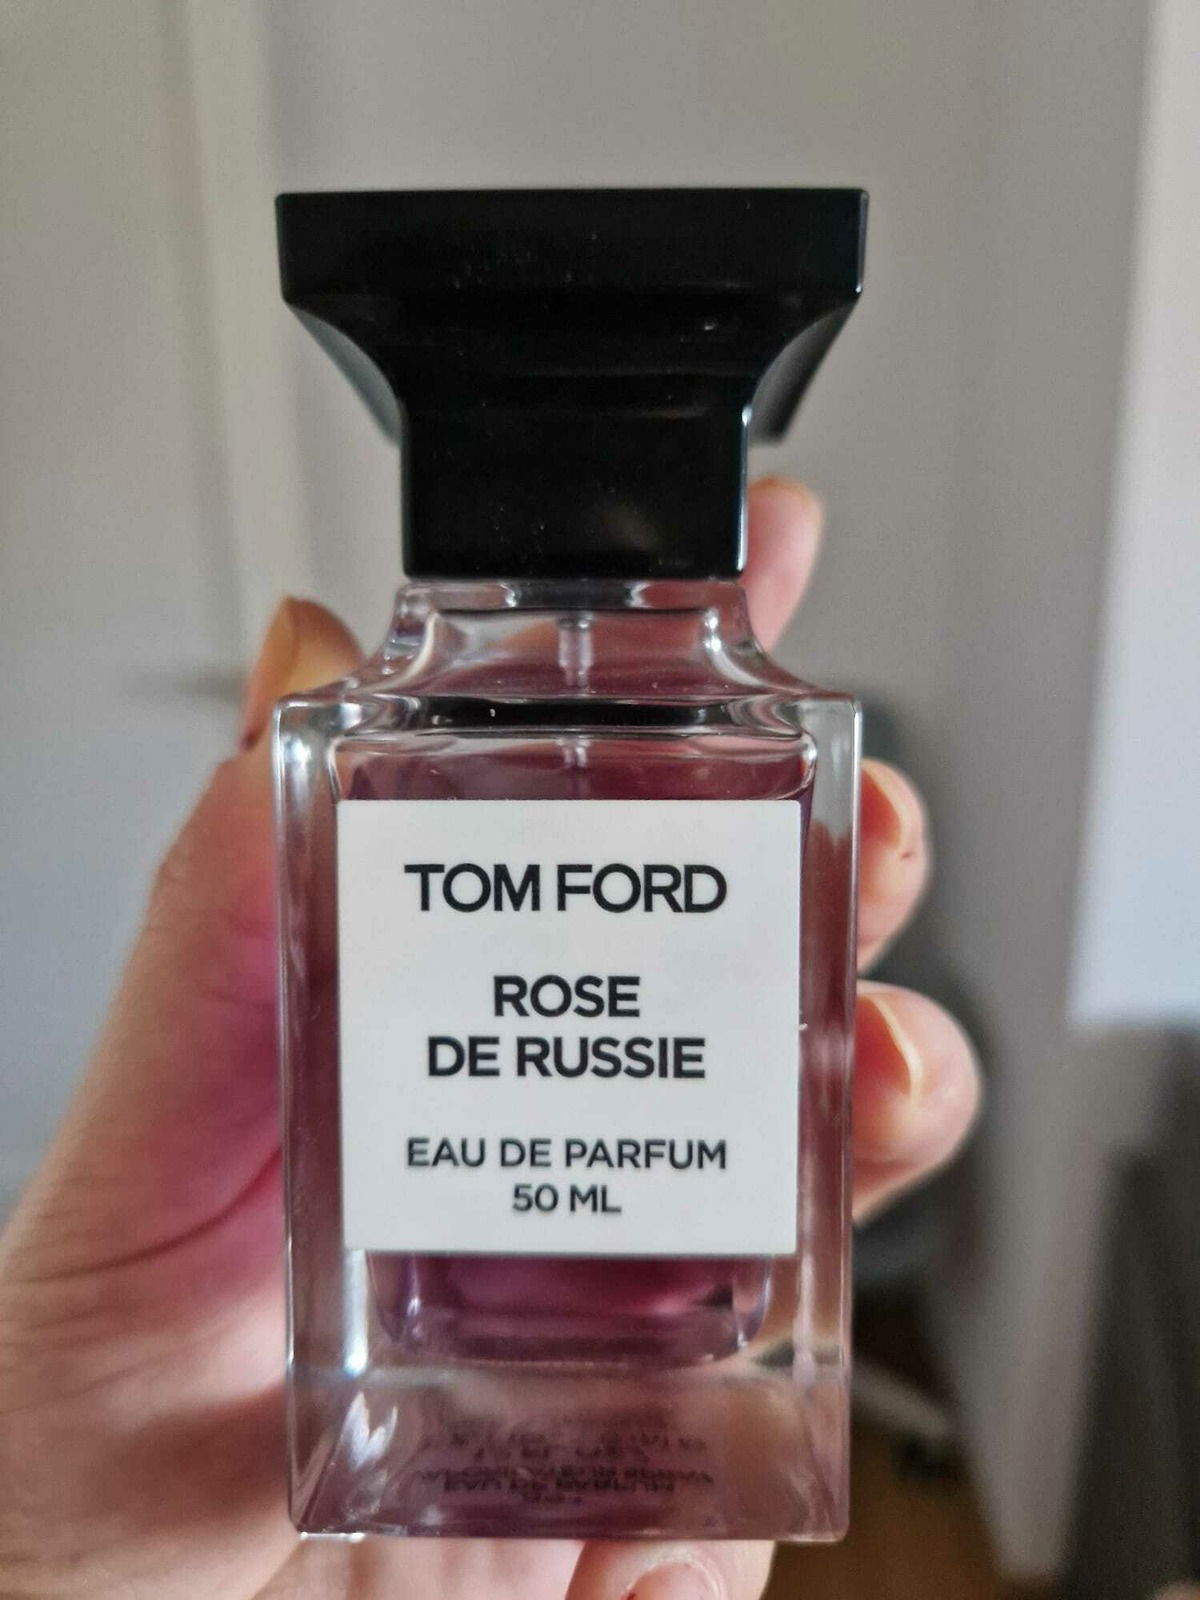 TOM FORD
ROSE
DE RUSSIE
EAU DE PARFUM
50 ML